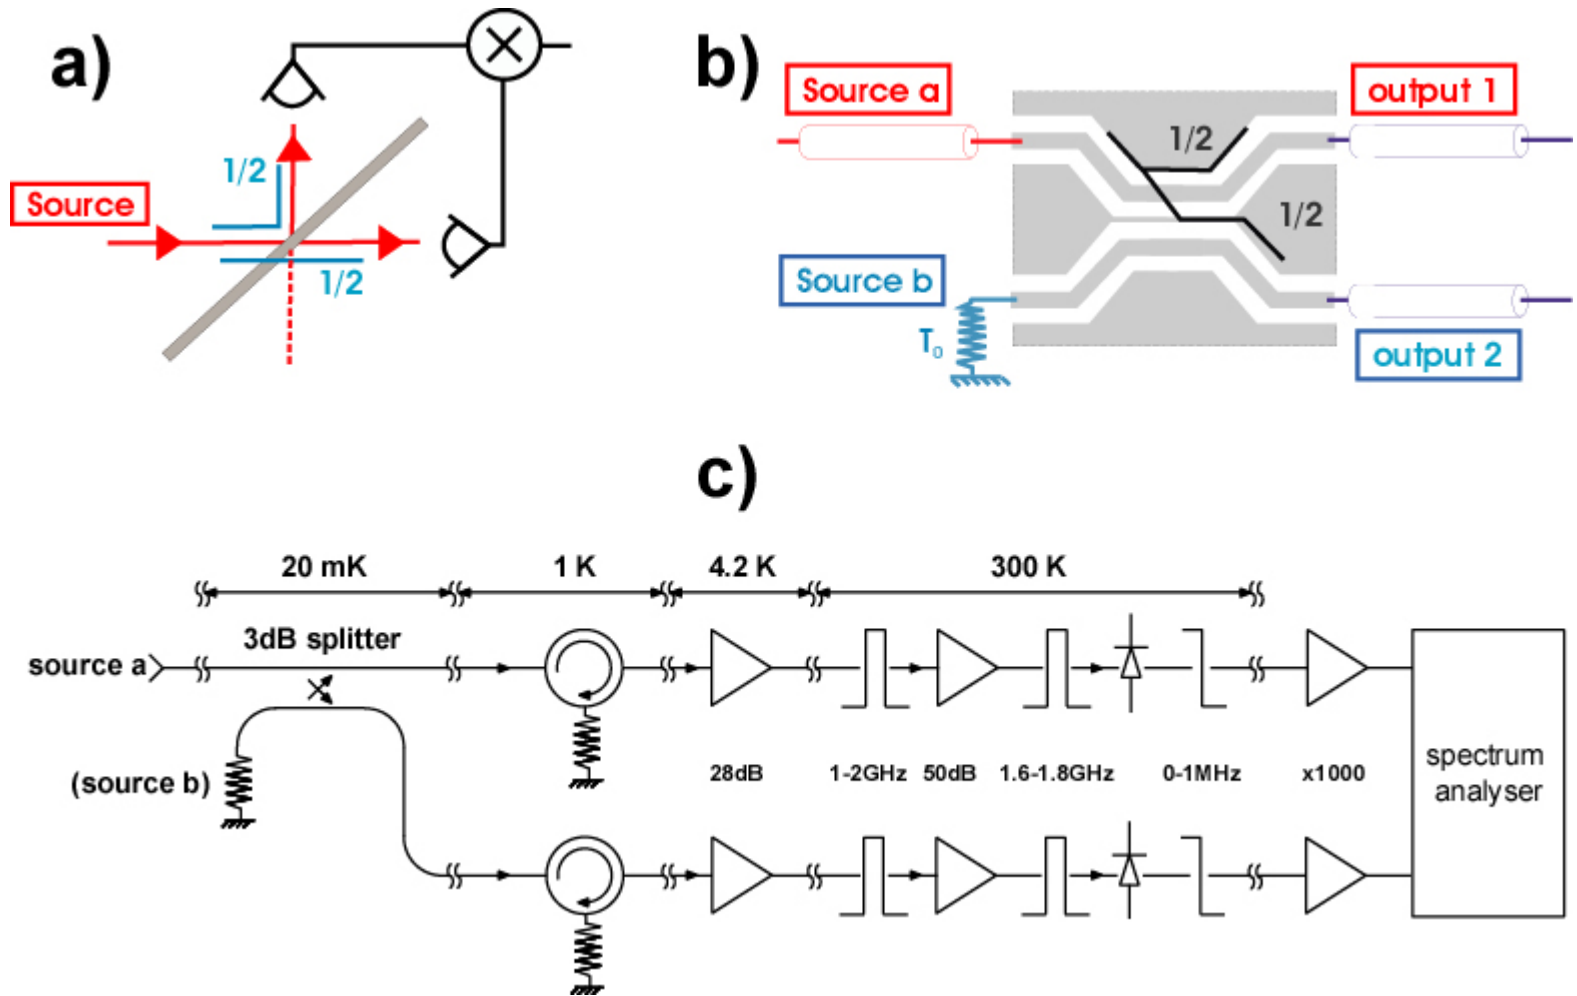 a)
1/2
Source
1/2
b)
Source a
output 1
1/2
1/2
Source b
T₀
output 2
c)
20 mK
1 K
4.2 K
300 K
3dB splitter
source a
(source b)
28dB
1-2GHz
50dB
1.6-1.8GHz
0-1MHz
x1000
spectrum
analyser